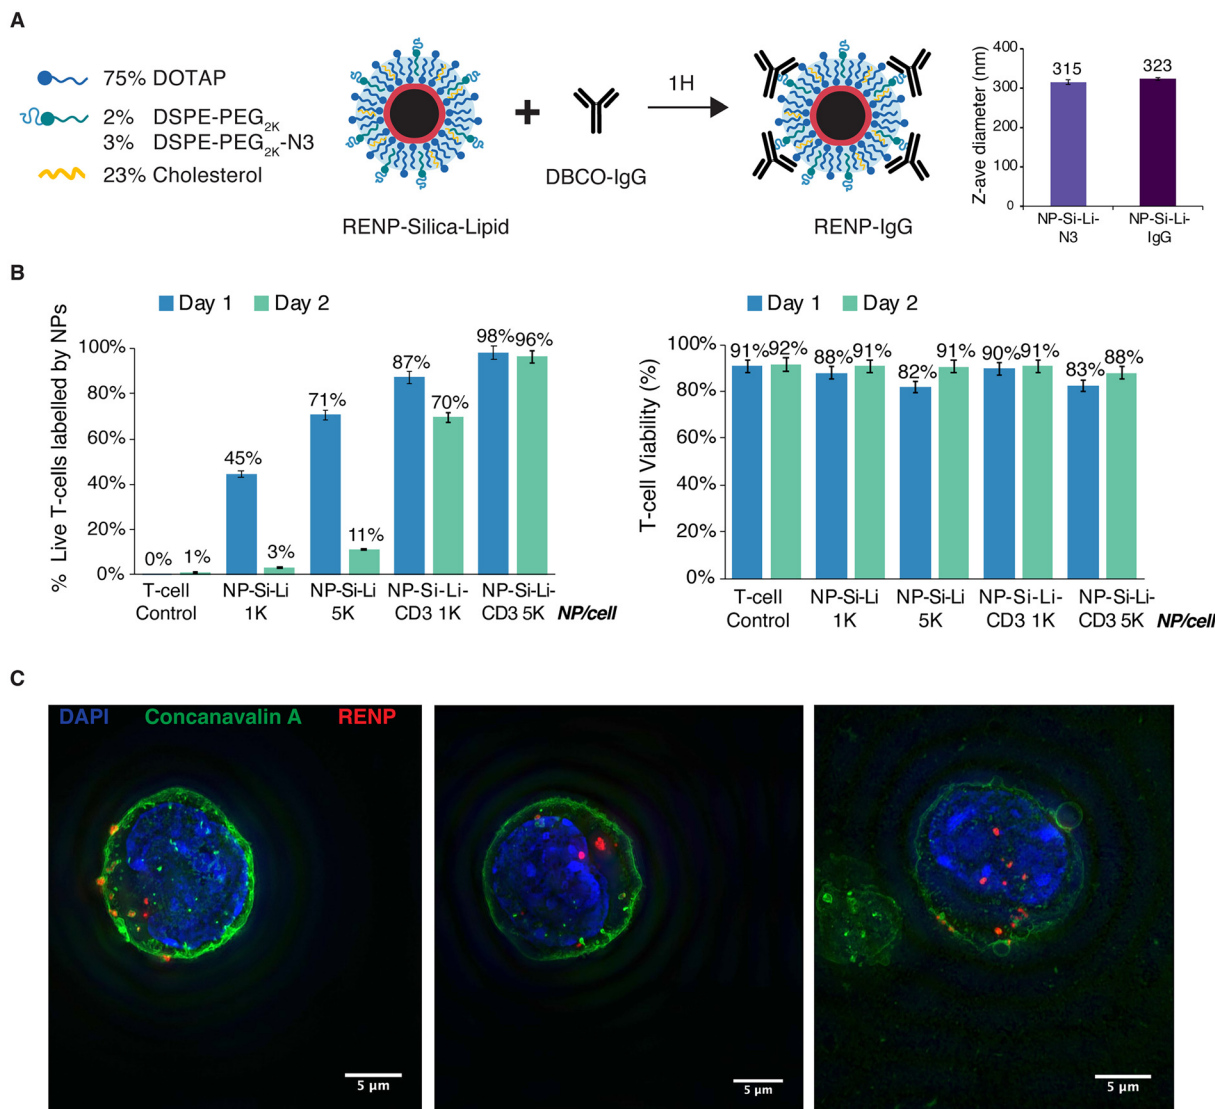 A
75% DOTAP
2% DSPE-PEG2K
3% DSPE-PEG2K-N3
23% Cholesterol
RENP-Silica-Lipid
+
DBCO-IgG
1H
RENP-IgG
Z-ave diameter (nm)
400
300
200
100
0
315
323
NP-Si-Li-
N3
NP-Si-Li-
IgG
B
Day 1
Day 2
% Live T-cells labelled by NPs
100%
80%
60%
40%
20%
0%
0%
1%
45%
3%
71%
11%
87%
70%
98%
96%
T-cell
Control
NP-Si-Li
1K
NP-Si-Li
5K
NP-Si-Li-
CD3 1K
NP-Si-Li-
CD3 5K
NP/cell
Day 1
Day 2
T-cell Viability (%)
100%
80%
60%
40%
20%
0%
91%
92%
88%
91%
82%
91%
90%
91%
83%
88%
T-cell
Control
NP-Si-Li
1K
NP-Si-Li
5K
NP-Si-Li-
CD3 1K
NP-Si-Li-
CD3 5K
NP/cell
C
DAPI
Concanavalin A
RENP
5 μm
5 μm
5 μm